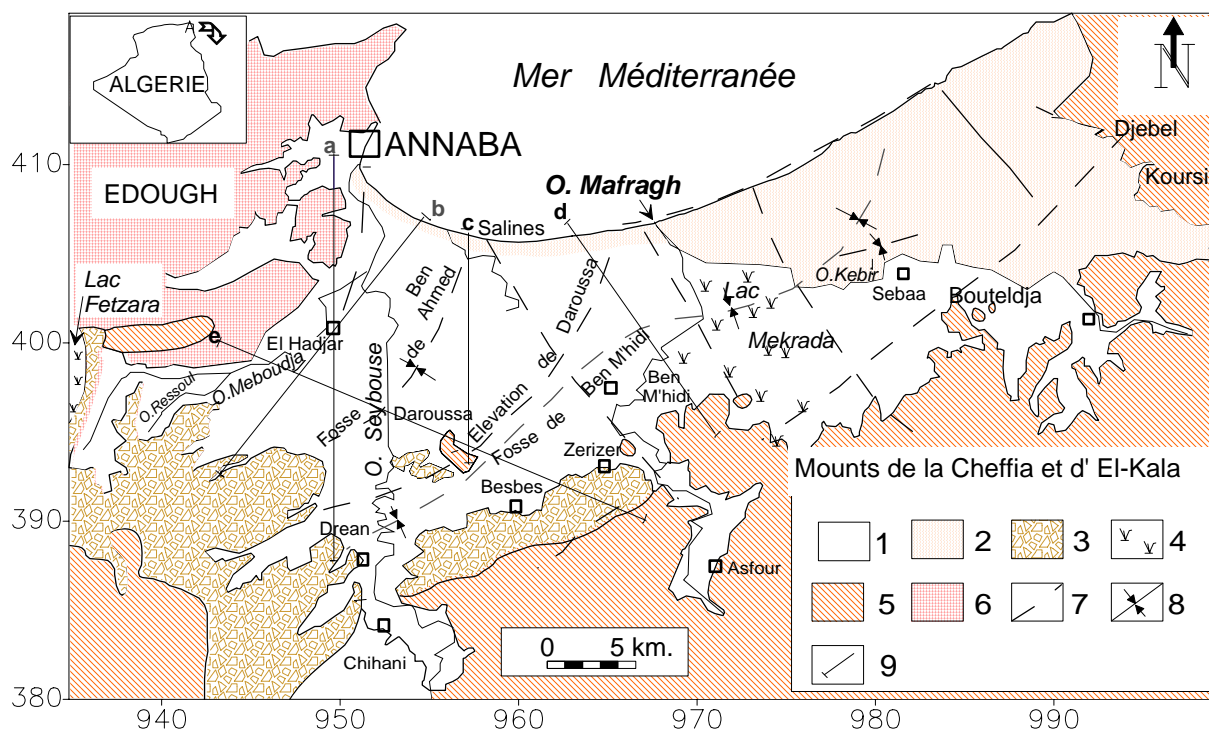 ALGERIE
Mer Méditerranée
N
Djebel
Koursi
ANNABA
410
a
EDOUGH
O. Mafragh
b
c
Salines
d
Lac
Fetzara
Ben
Ahmed
de
Fosse
Daroussa
de
Elevation
O.Kebir
Sebaa
Lac
Mekrada
Bouteldja
400
e
El Hadjar
O.Ressoul
O.Meboudja
O. Seybouse
Daroussa
Ben M'hidi
de
Fosse
Ben
M'hidi
Zerizer
Besbes
390
Drean
Asfour
Chihani
Mounts de la Cheffia et d' El-Kala
1
2
3
4
5
6
7
8
9
0 5 km.
380
940 950 960 970 980 990